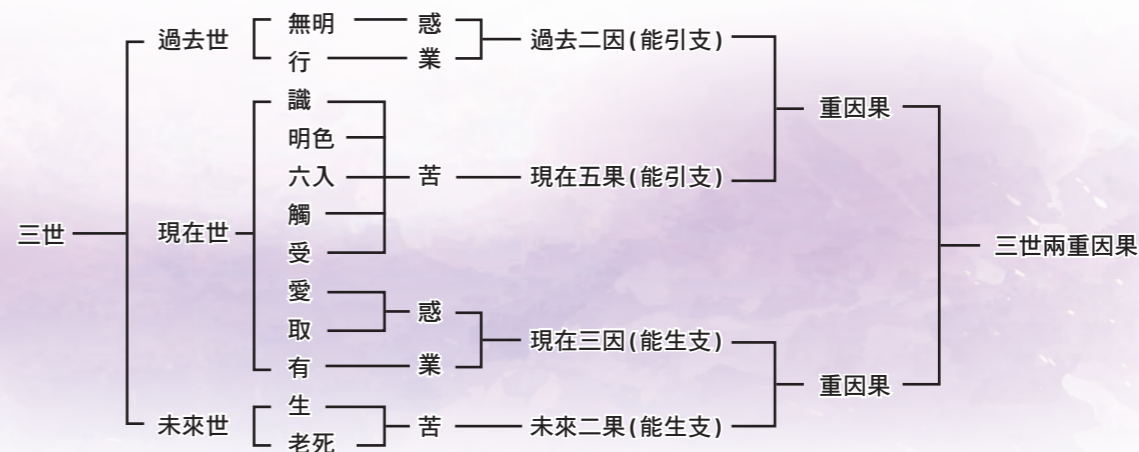 三世
過去世
無明
惑
行
業
過去二因(能引支)
現在世
識
明色
六入
觸
受
苦
現在五果(能引支)
重因果
愛
取
惑
有
業
現在三因(能生支)
未來世
生
老死
苦
未來二果(能生支)
重因果
三世兩重因果